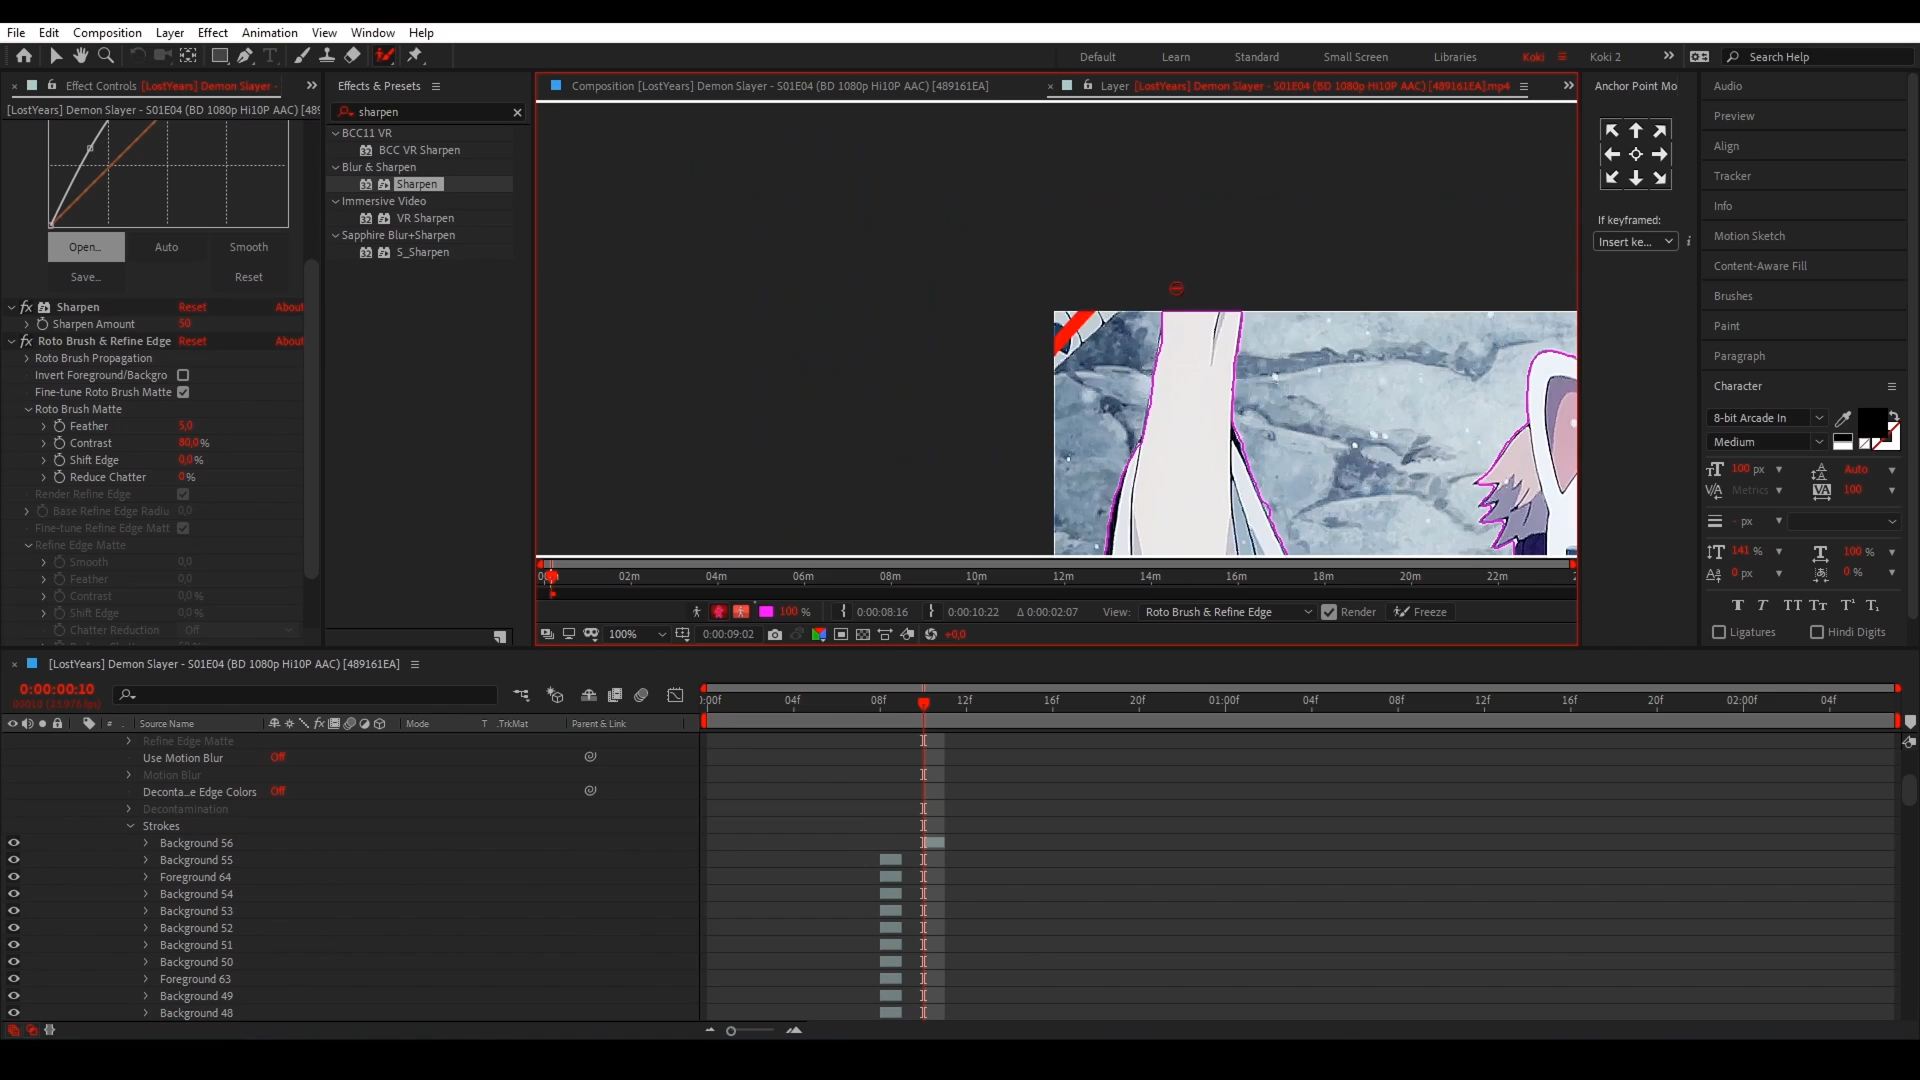 File Edit Composition Layer Effect Animation View Window Help
Default Learn Standard Small Screen Libraries Koki Koki 2 Search Help
Effect Controls [LostYears] Demon Slayer -
[LostYears] Demon Slayer - S01E04 (BD 1080p Hi10P AAC) [489
Open... Auto Smooth
Save... Reset
fx Sharpen Reset About
Sharpen Amount 50
fx Roto Brush & Refine Edge Reset About
Roto Brush Propagation
Invert Foreground/Backgro
Fine-tune Roto Brush Matte
Roto Brush Matte
Feather 5,0
Contrast 80,0%
Shift Edge 0,0%
Reduce Chatter 0%
Render Refine Edge
Base Refine Edge Radiu 0,0
Fine-tune Refine Edge Matt
Refine Edge Matte
Smooth 0,0
Feather 0,0
Contrast 0,0%
Shift Edge 0,0%
Chatter Reduction Off
Effects & Presets
sharpen
BCC11 VR
BCC VR Sharpen
Blur & Sharpen
Sharpen
Immersive Video
VR Sharpen
Sapphire Blur+Sharpen
S_Sharpen
Composition [LostYears] Demon Slayer - S01E04 (BD 1080p Hi10P AAC) [489161EA]
Layer [LostYears] Demon Slayer - S01E04 (BD 1080p Hi10P AAC) [489161EA].mp4
02m 04m 06m 08m 10m 12m 14m 16m 18m 20m 22m
100 % 0:00:08:16 0:00:10:22 Δ 0:00:02:07 View: Roto Brush & Refine Edge Render Freeze
100% 0:00:09:02 +0,0
Anchor Point Mo
If keyframed:
Insert ke...
Audio
Preview
Align
Tracker
Info
Motion Sketch
Content-Aware Fill
Brushes
Paint
Paragraph
Character
8-bit Arcade In
Medium
100 px Auto
Metrics 100
- px
141 % 100 %
0 px 0 %
T T TT Tt T¹ T₁
Ligatures Hindi Digits
[LostYears] Demon Slayer - S01E04 (BD 1080p Hi10P AAC) [489161EA]
0:00:00:10
:00f 04f 08f 12f 16f 20f 01:00f 04f 08f 12f 16f 20f 02:00f 04f
# Source Name fx Mode T .TrkMat Parent & Link
Refine Edge Matte
Use Motion Blur Off
Motion Blur
Deconta...e Edge Colors Off
Decontamination
Strokes
Background 56
Background 55
Foreground 64
Background 54
Background 53
Background 52
Background 51
Background 50
Foreground 63
Background 49
Background 48